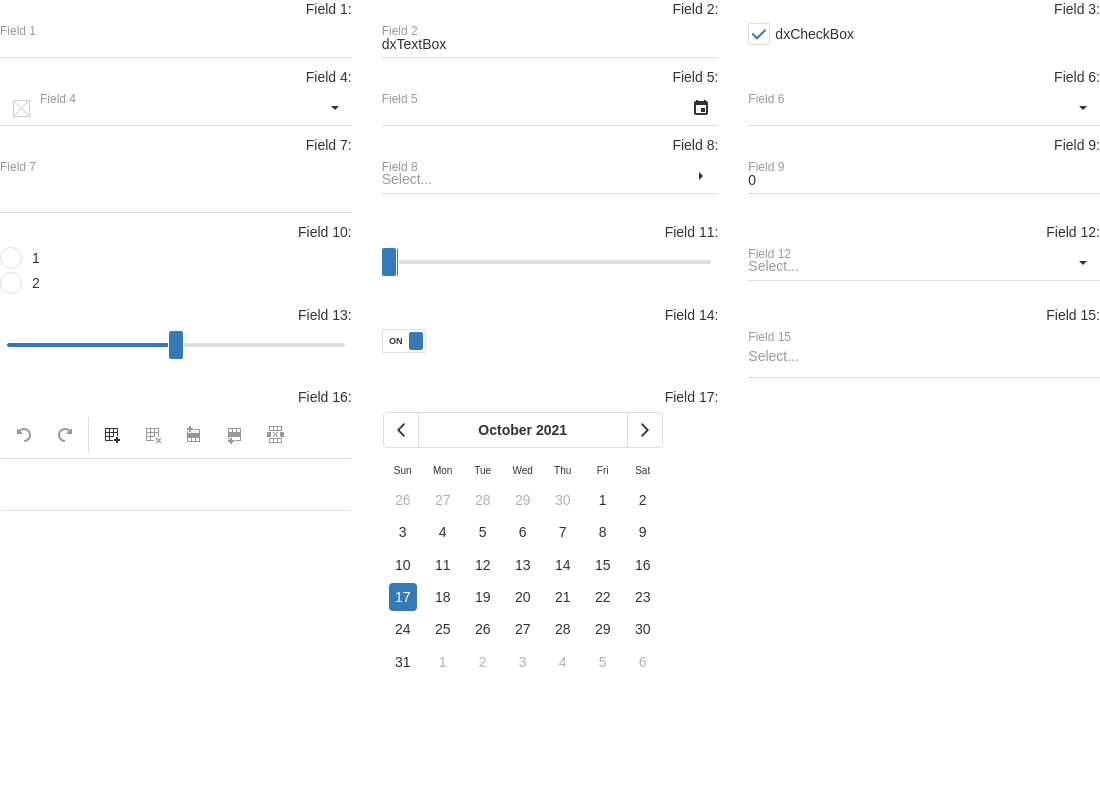 Field 1:
Field 1
Field 2:
Field 2
dxTextBox
Field 3:
dxCheckBox
Field 4:
Field 4
Field 5:
Field 5
Field 6:
Field 6
Field 7:
Field 7
Field 8:
Field 8
Select...
Field 9:
Field 9
0
Field 10:
1
2
Field 11:
Field 12:
Field 12
Select...
Field 13:
Field 14:
ON
Field 15:
Field 15
Select...
Field 16:
Field 17:
October 2021
Sun Mon Tue Wed Thu Fri Sat
26 27 28 29 30 1 2
3 4 5 6 7 8 9
10 11 12 13 14 15 16
17 18 19 20 21 22 23
24 25 26 27 28 29 30
31 1 2 3 4 5 6